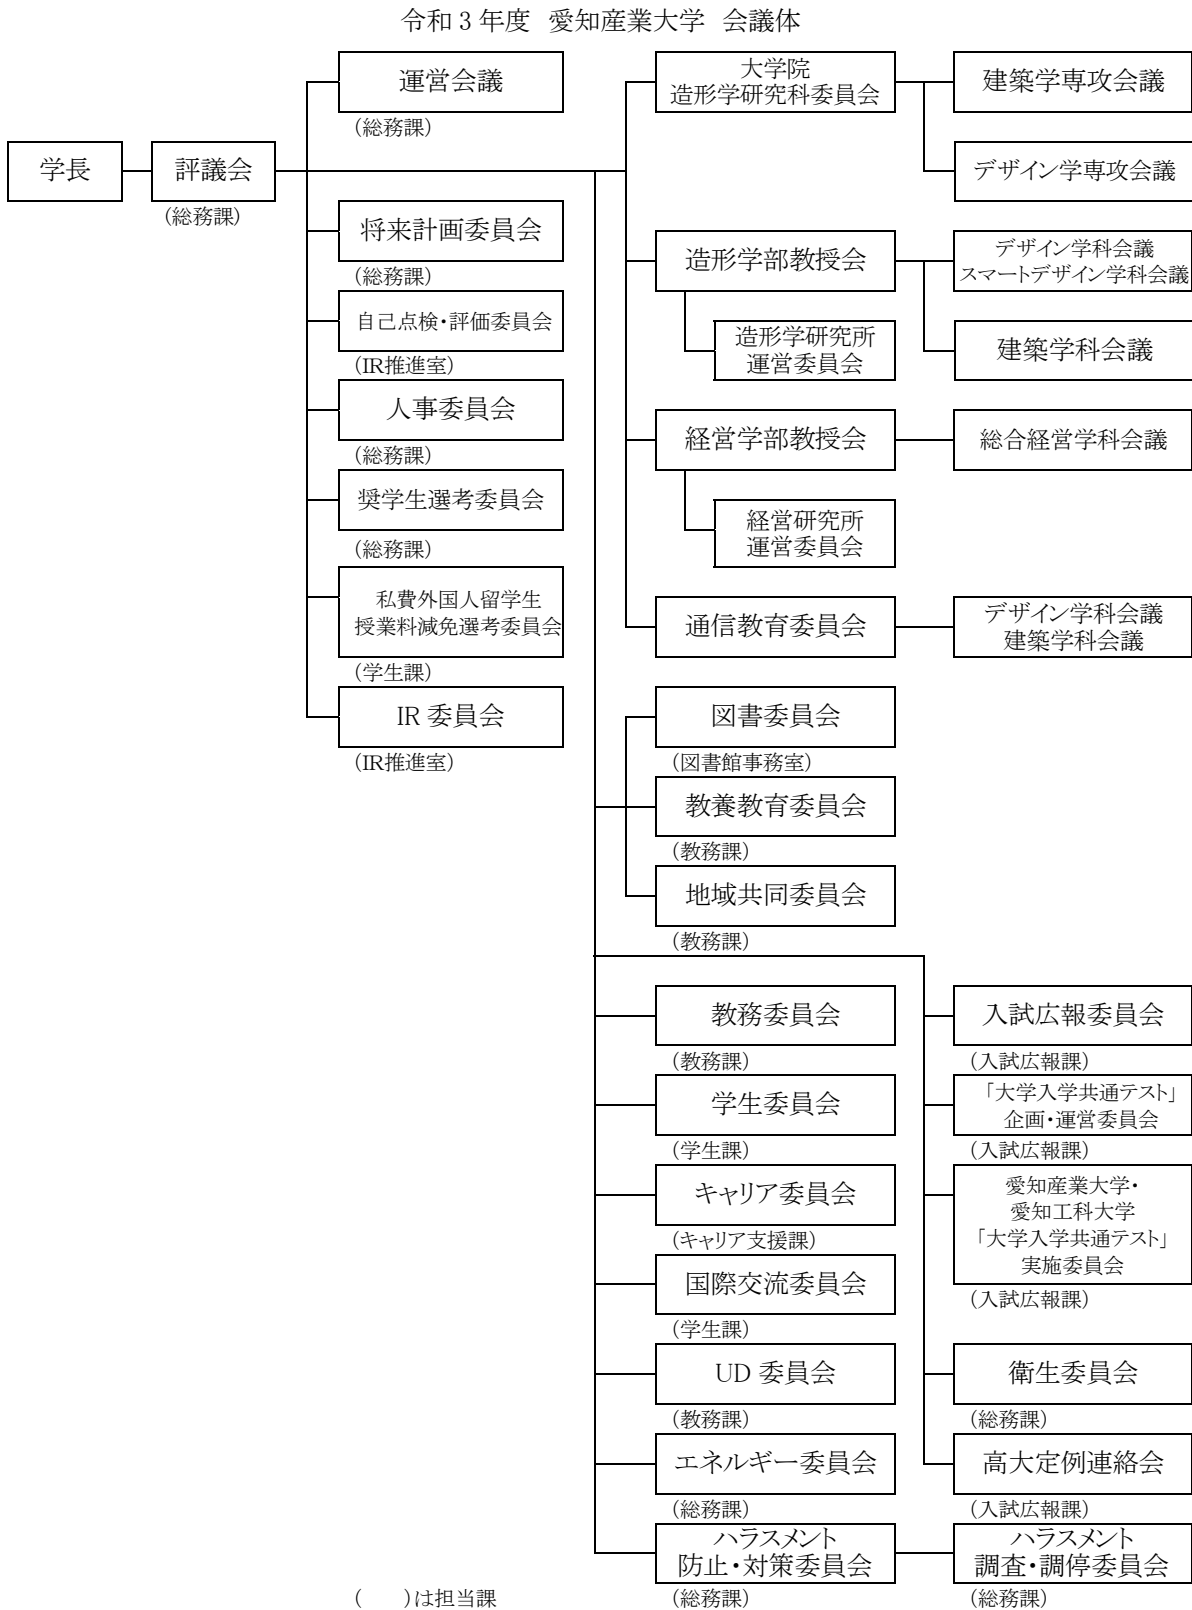 令和3年度 愛知産業大学 会議体
学長
評議会
(総務課)
運営会議
(総務課)
将来計画委員会
(総務課)
自己点検・評価委員会
(IR推進室)
人事委員会
(総務課)
奨学生選考委員会
(総務課)
私費外国人留学生
授業料減免選考委員会
(学生課)
IR 委員会
(IR推進室)
大学院
造形学研究科委員会
建築学専攻会議
デザイン学専攻会議
造形学部教授会
デザイン学科会議
スマートデザイン学科会議
造形学研究所
運営委員会
建築学科会議
経営学部教授会
総合経営学科会議
経営研究所
運営委員会
通信教育委員会
デザイン学科会議
建築学科会議
図書委員会
(図書館事務室)
教養教育委員会
(教務課)
地域共同委員会
(教務課)
教務委員会
(教務課)
学生委員会
(学生課)
キャリア委員会
(キャリア支援課)
国際交流委員会
(学生課)
UD 委員会
(教務課)
エネルギー委員会
(総務課)
ハラスメント
防止・対策委員会
(総務課)
入試広報委員会
(入試広報課)
「大学入学共通テスト」
企画・運営委員会
(入試広報課)
愛知産業大学・
愛知工科大学
「大学入学共通テスト」
実施委員会
(入試広報課)
衛生委員会
(総務課)
高大定例連絡会
(入試広報課)
ハラスメント
調査・調停委員会
(総務課)
(　　)は担当課